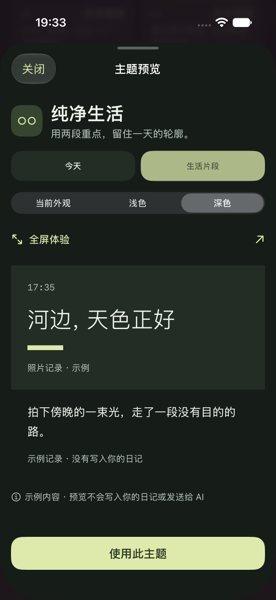 19:33
关闭
主题预览
纯净生活
用两段重点，留住一天的轮廓。
今天
生活片段
当前外观
浅色
深色
全屏体验
17:35
河边，天色正好
照片记录 · 示例
拍下傍晚的一束光，走了一段没有目的的
路。
示例记录 · 没有写入你的日记
示例内容 · 预览不会写入你的日记或发送给 AI
使用此主题